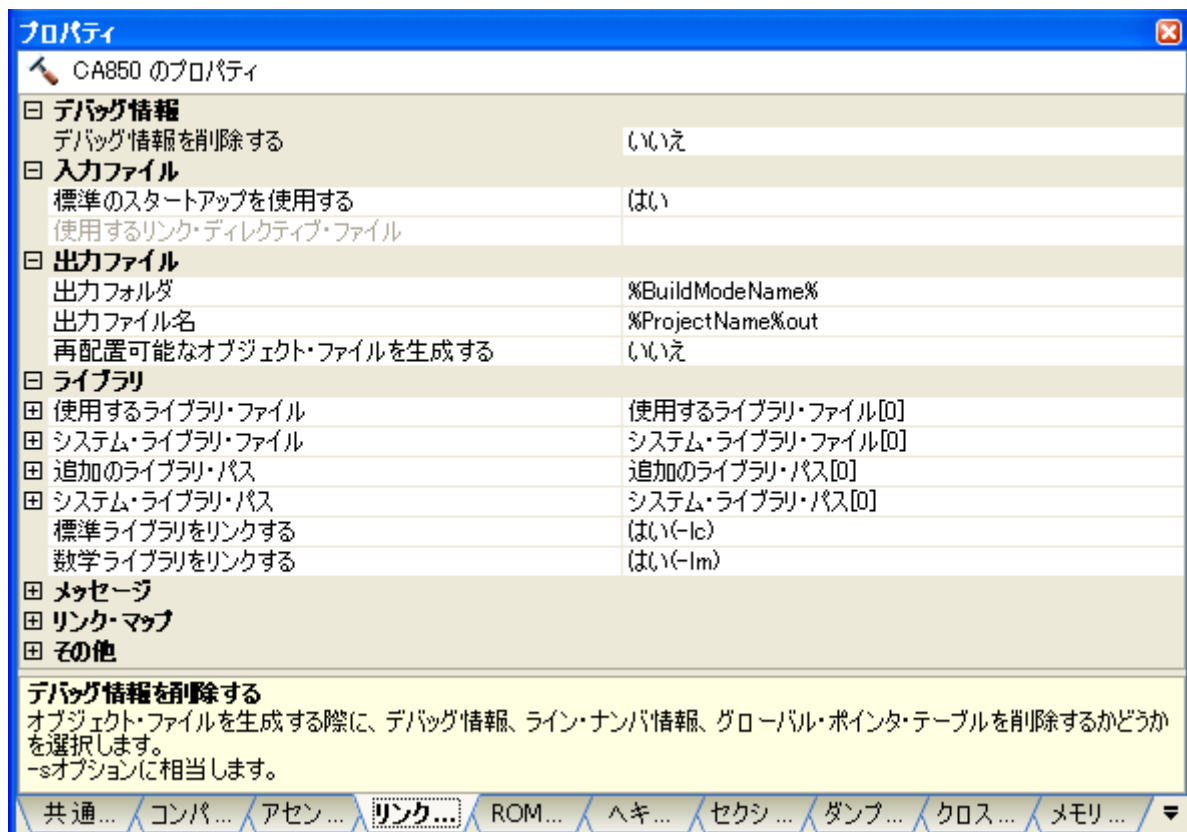 プロパティ
CA850 のプロパティ
デバッグ情報
デバッグ情報を削除する いいえ
入力ファイル
標準のスタートアップを使用する はい
使用するリンク・ディレクティブ・ファイル
出力ファイル
出力フォルダ %BuildModeName%
出力ファイル名 %ProjectName%out
再配置可能なオブジェクト・ファイルを生成する いいえ
ライブラリ
使用するライブラリ・ファイル 使用するライブラリ・ファイル[0]
システム・ライブラリ・ファイル システム・ライブラリ・ファイル[0]
追加のライブラリ・パス 追加のライブラリ・パス[0]
システム・ライブラリ・パス システム・ライブラリ・パス[0]
標準ライブラリをリンクする はい(-lc)
数学ライブラリをリンクする はい(-lm)
メッセージ
リンク・マップ
その他
デバッグ情報を削除する
オブジェクト・ファイルを生成する際に、デバッグ情報、ライン・ナンバ情報、グローバル・ポインタ・テーブルを削除するかどうか
を選択します。
-sオプションに相当します。
共通... コンパ... アセン... リンク... ROM... ヘキ... セクシ... ダンプ... クロス... メモリ...